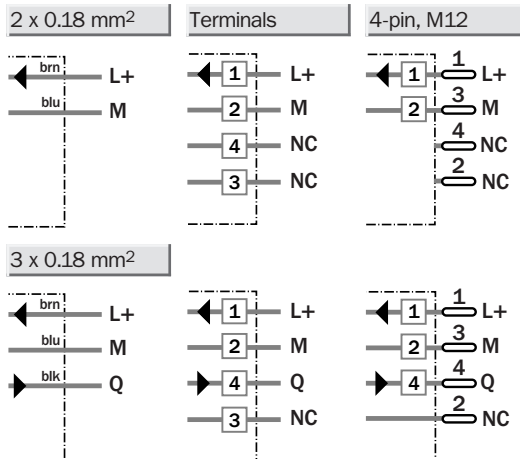 2 x 0.18 mm²
brn L+
blu M
Terminals
1 L+
2 M
4 NC
3 NC
4-pin, M12
1 1 L+
2 3 M
4 NC
2 NC
3 x 0.18 mm²
brn L+
blu M
blk Q
1 L+
2 M
4 Q
3 NC
1 1 L+
2 3 M
4 4 Q
2 NC